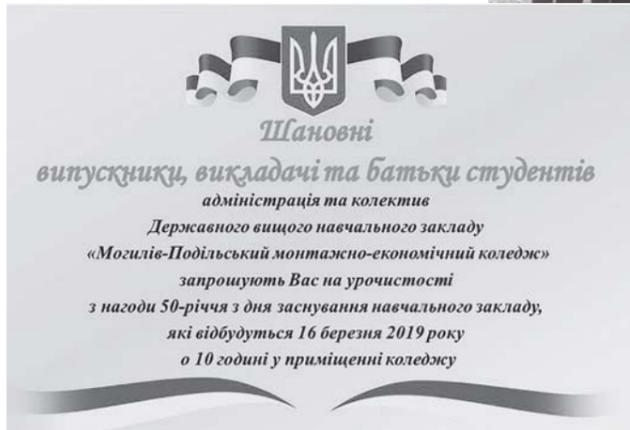 Шановні
випускники, викладачі та батьки студентів
адміністрація та колектив
Державного вищого навчального закладу
«Могилів-Подільський монтажно-економічний коледж»
запрошують Вас на урочистості
з нагоди 50-річчя з дня заснування навчального закладу,
які відбудуться 16 березня 2019 року
о 10 годині у приміщенні коледжу